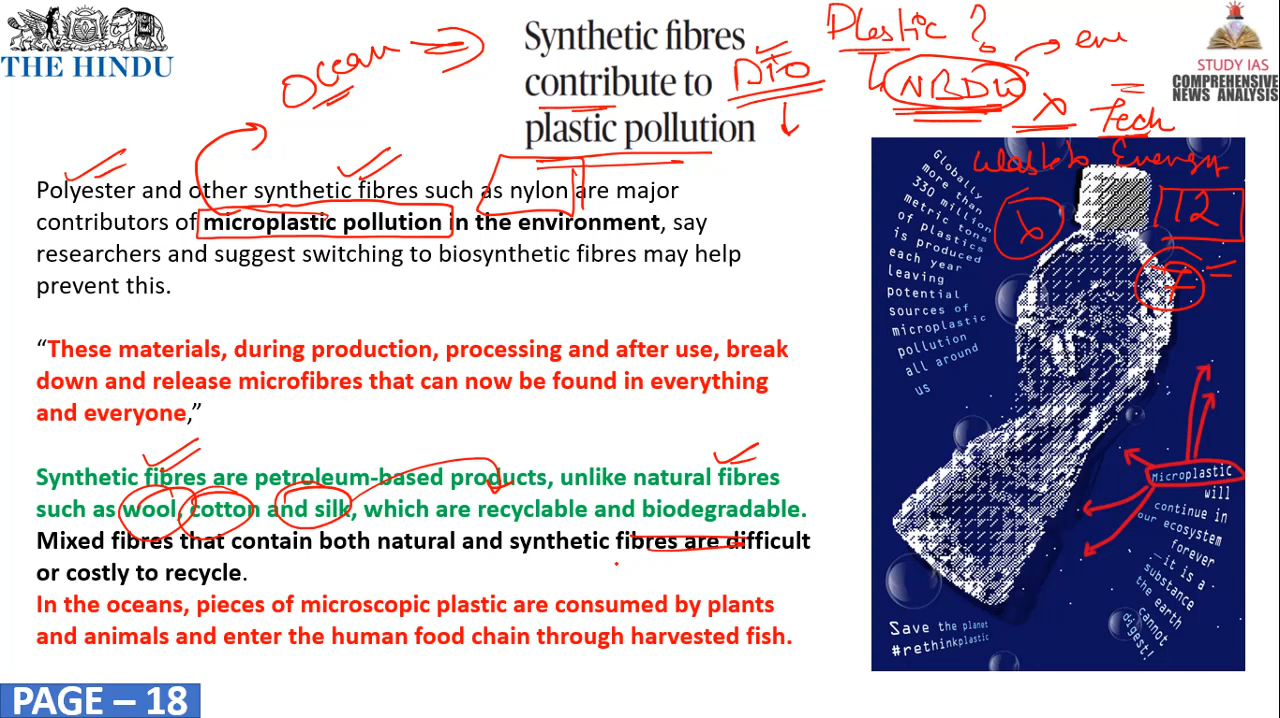 THE HINDU
Synthetic fibres
contribute to
plastic pollution
STUDY IAS
COMPREHENSIVE
NEWS ANALYSIS
Ocean
Plastic ?
NBDW
X Tech
Waste to Energy
12
7
Polyester and other synthetic fibres such as nylon are major
contributors of microplastic pollution in the environment, say
researchers and suggest switching to biosynthetic fibres may help
prevent this.
“These materials, during production, processing and after use, break
down and release microfibres that can now be found in everything
and everyone,”
Synthetic fibres are petroleum-based products, unlike natural fibres
such as wool, cotton and silk, which are recyclable and biodegradable.
Mixed fibres that contain both natural and synthetic fibres are difficult
or costly to recycle.
In the oceans, pieces of microscopic plastic are consumed by plants
and animals and enter the human food chain through harvested fish.
Globally
more than
330 million
metric tons
of plastics
is produced
each year
leaving
potential
sources of
microplastic
pollution
all around
us
Microplastic
will
continue in
our ecosystem
forever
—it is a
substance
the earth
cannot
digest!
Save the planet
#rethinkplastic
PAGE – 18